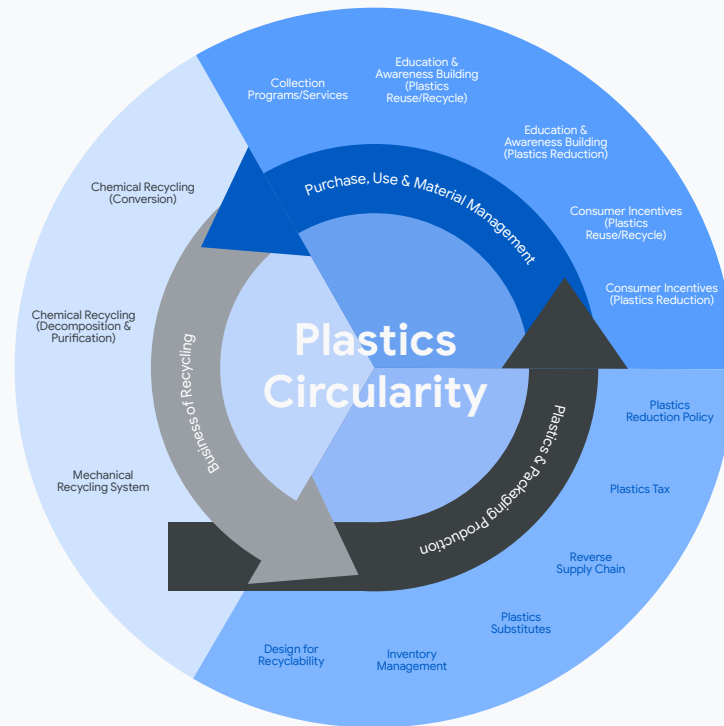 Education &
Awareness Building
(Plastics
Reuse/Recycle)
Collection
Programs/Services
Education &
Awareness Building
(Plastics Reduction)
Purchase, Use & Material Management
Chemical Recycling
(Conversion)
Consumer Incentives
(Plastics
Reuse/Recycle)
Consumer Incentives
(Plastics Reduction)
Chemical Recycling
(Decomposition &
Purification)
Plastics
Circularity
Business of Recycling
Plastics
Reduction Policy
Plastics & Packaging Production
Mechanical
Recycling System
Plastics Tax
Reverse
Supply Chain
Plastics
Substitutes
Design for
Recyclability
Inventory
Management